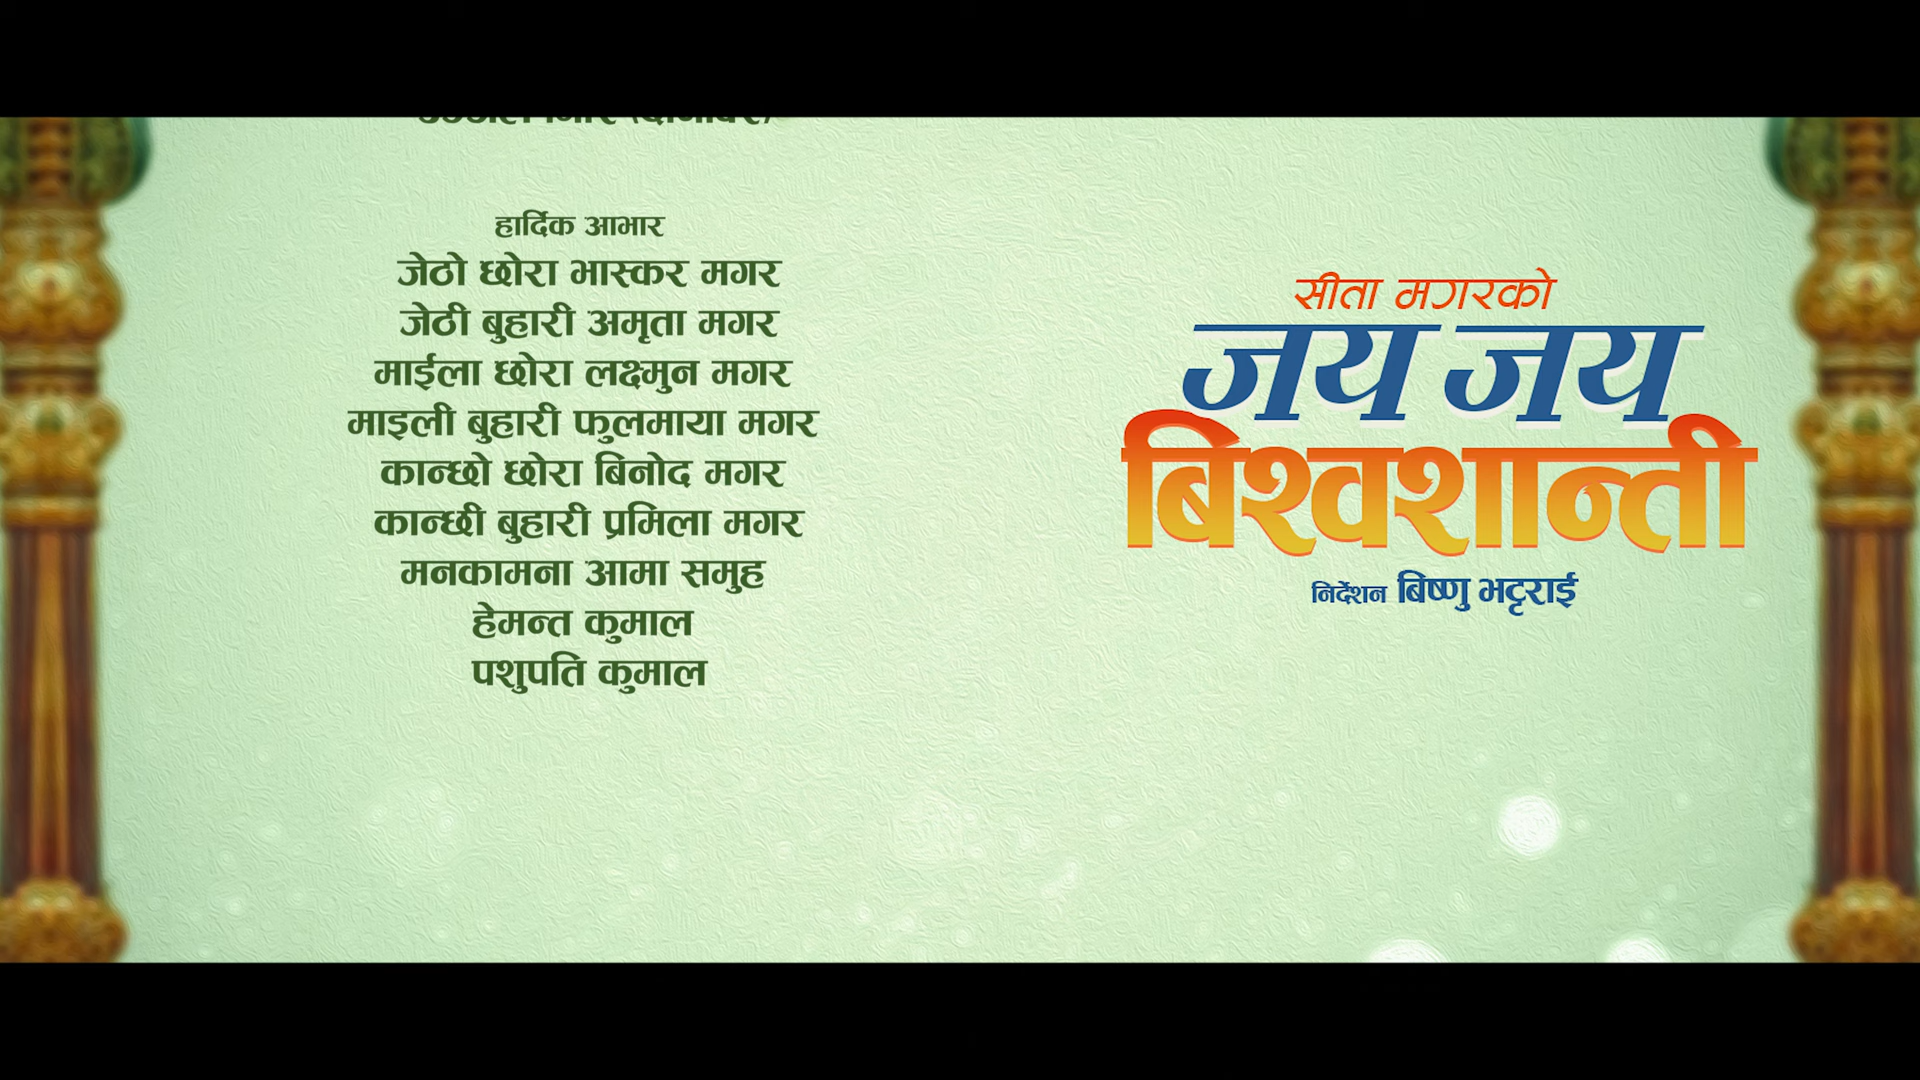 हार्दिक आभार
जेठो छोरा भास्कर मगर
जेठी बुहारी अमृता मगर
माईला छोरा लक्ष्मुन मगर
माइली बुहारी फुलमाया मगर
कान्छो छोरा बिनोद मगर
कान्छी बुहारी प्रमिला मगर
मनकामना आमा समुह
हेमन्त कुमाल
पशुपति कुमाल
सीता मगरको
जय जय
बिश्वशान्ती
निर्देशन बिष्णु भट्टराई